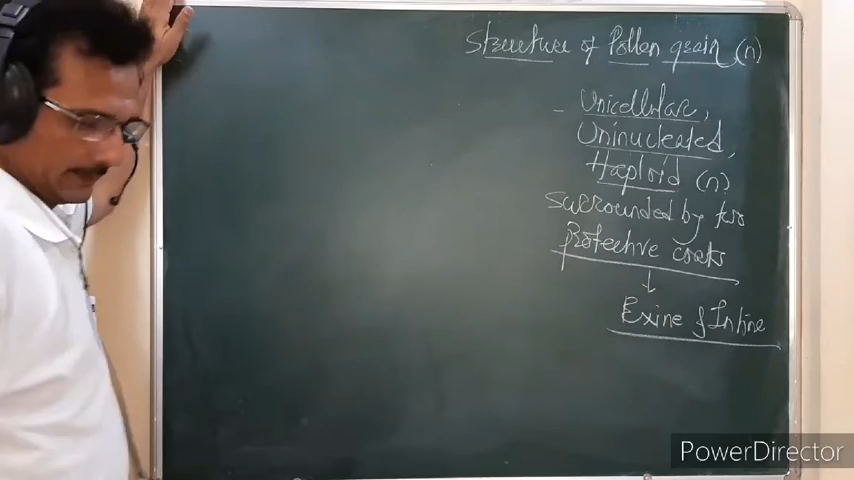 Structure of Pollen grain (n)
- Unicellular,
Uninucleated,
Haploid (n)
surrounded by two
Protective coats
↓
Exine & Intine
PowerDirector